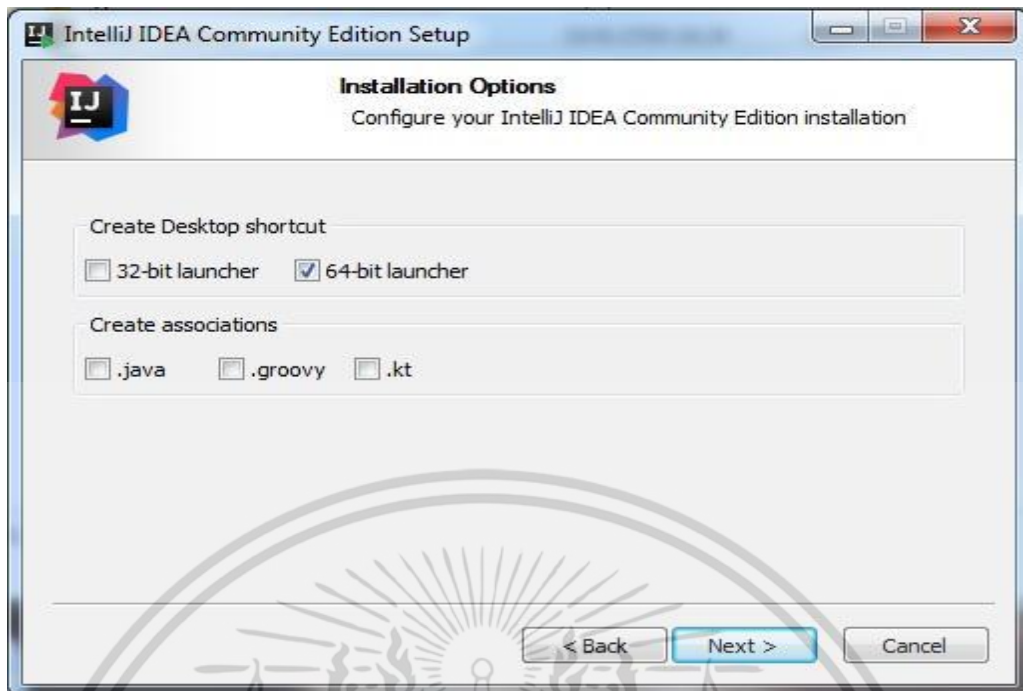 IntelliJ IDEA Community Edition Setup
IJ
Installation Options
Configure your IntelliJ IDEA Community Edition installation
Create Desktop shortcut
32-bit launcher 64-bit launcher
Create associations
.java .groovy .kt
< Back Next > Cancel